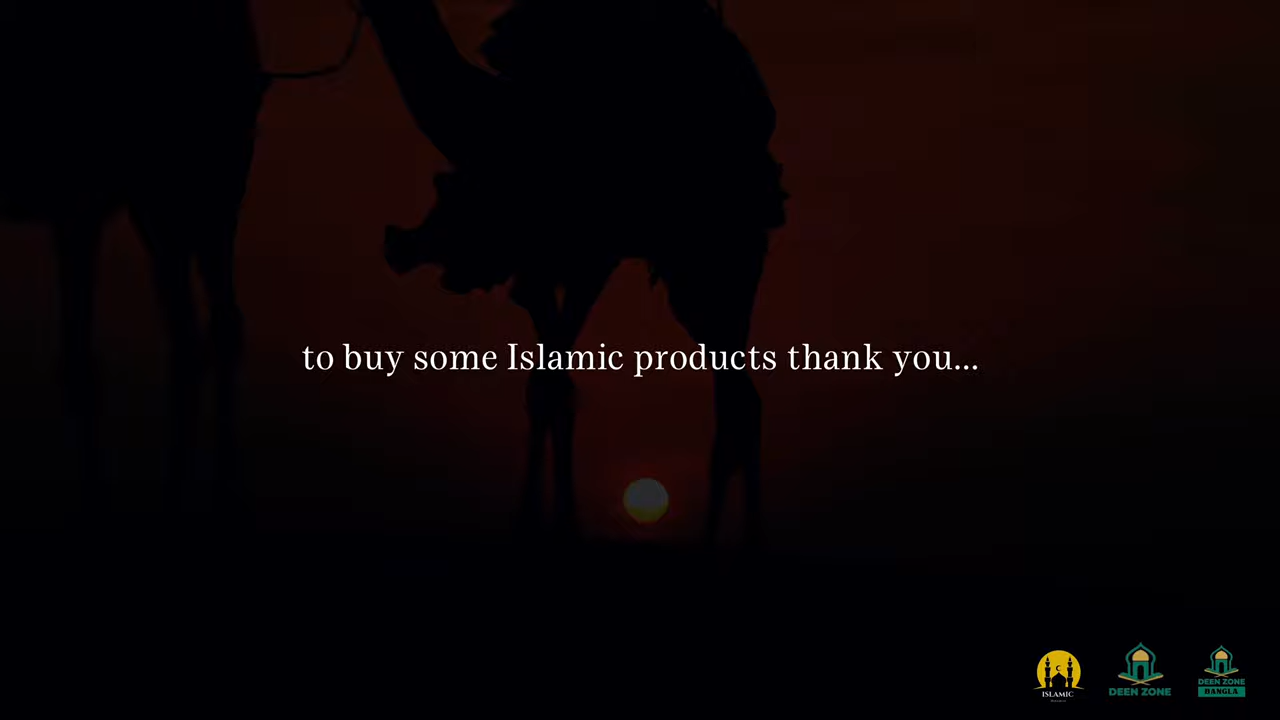 to buy some Islamic products thank you...
ISLAMIC
DEEN ZONE
DEEN ZONE
BANGLA